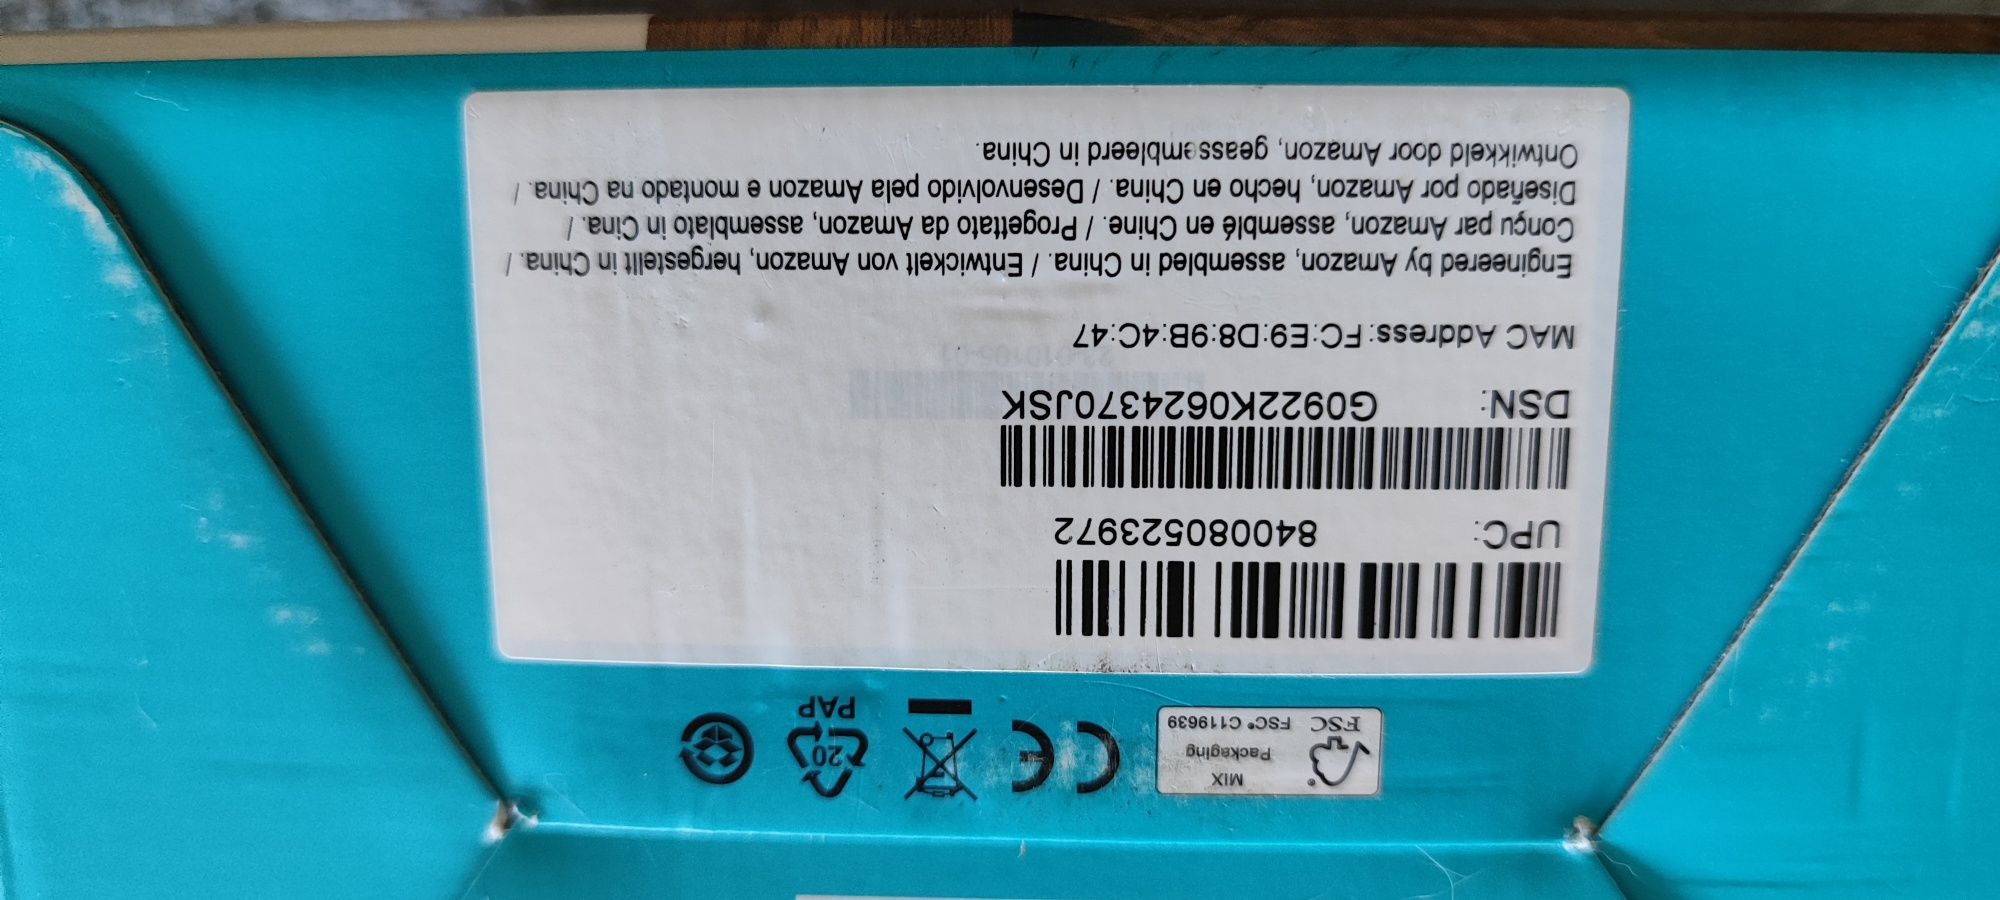 MIX
Packaging
FSC
FSC® C119639
CE
20
PAP
UPC: 840080523972
DSN: G0922K0624370JSK
MAC Address: FC:E9:D8:9B:4C:47
Engineered by Amazon, assembled in China. / Entwickelt von Amazon, hergestellt in China. /
Conçu par Amazon, assemblé en Chine. / Progettato da Amazon, assemblato in Cina. /
Diseñado por Amazon, hecho en China. / Desenvolvido pela Amazon e montado na China. /
Ontwikkeld door Amazon, geassembleerd in China.